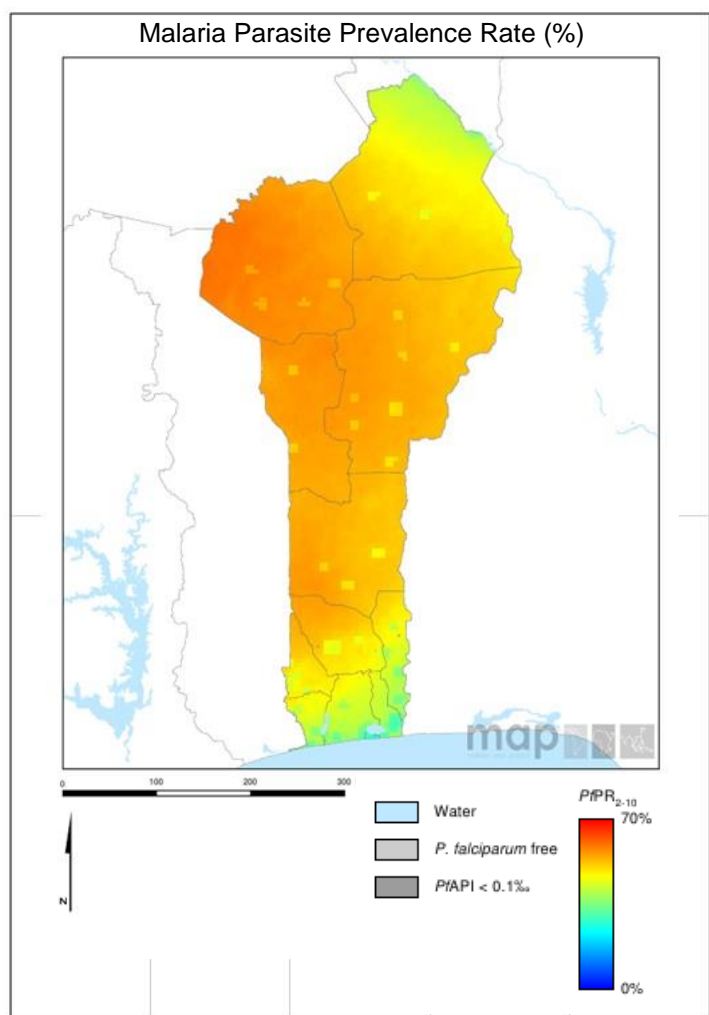 Malaria Parasite Prevalence Rate (%)
map
0 100 200 300
N
Water
P. falciparum free
PfAPI < 0.1‰
PfPR2-10
70%
0%